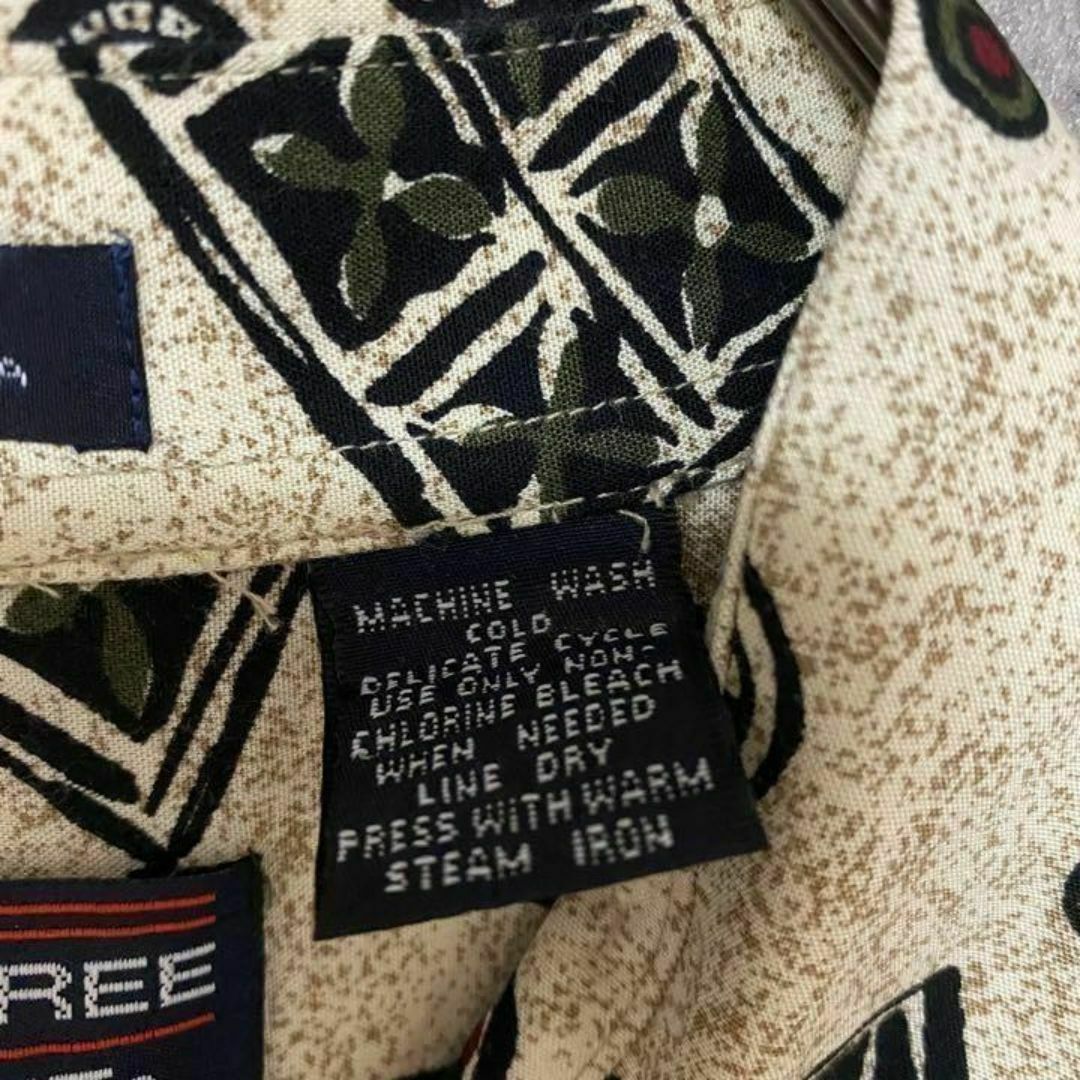 MACHINE WASH
COLD
DELICATE CYCLE
USE ONLY NON-
CHLORINE BLEACH
WHEN NEEDED
LINE DRY
PRESS WITH WARM
STEAM IRON
REE